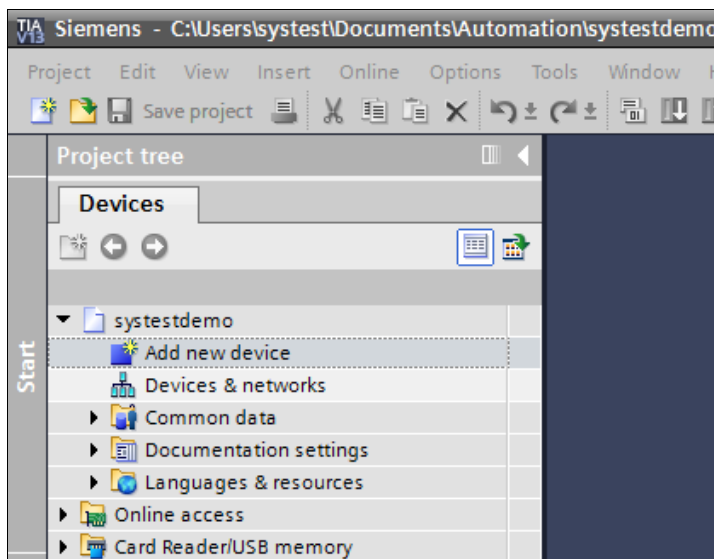 TIA V13 Siemens - C:\Users\systest\Documents\Automation\systestdemo
Project Edit View Insert Online Options Tools Window
Save project
Project tree
Devices
Start
systestdemo
Add new device
Devices & networks
Common data
Documentation settings
Languages & resources
Online access
Card Reader/USB memory